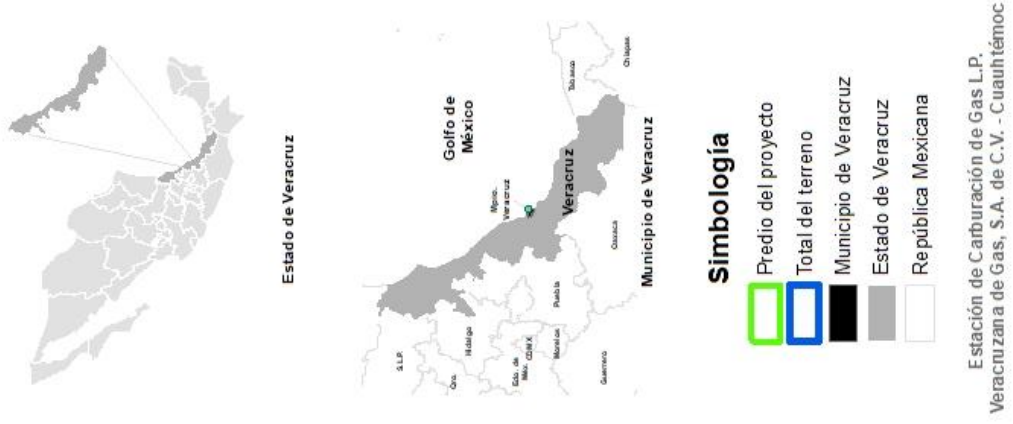 Estado de Veracruz
Golfo de
México
Mpio.
Veracruz
Veracruz
S.L.P.
Qro.
Hidalgo
Edo. de
Méx.
CDMX
Morelos
Puebla
Guerrero
Oaxaca
Tabasco
Chiapas
Municipio de Veracruz
Simbología
Predio del proyecto
Total del terreno
Municipio de Veracruz
Estado de Veracruz
República Mexicana
Estación de Carburación de Gas L.P.
Veracruzana de Gas, S.A. de C.V. - Cuauhtémoc